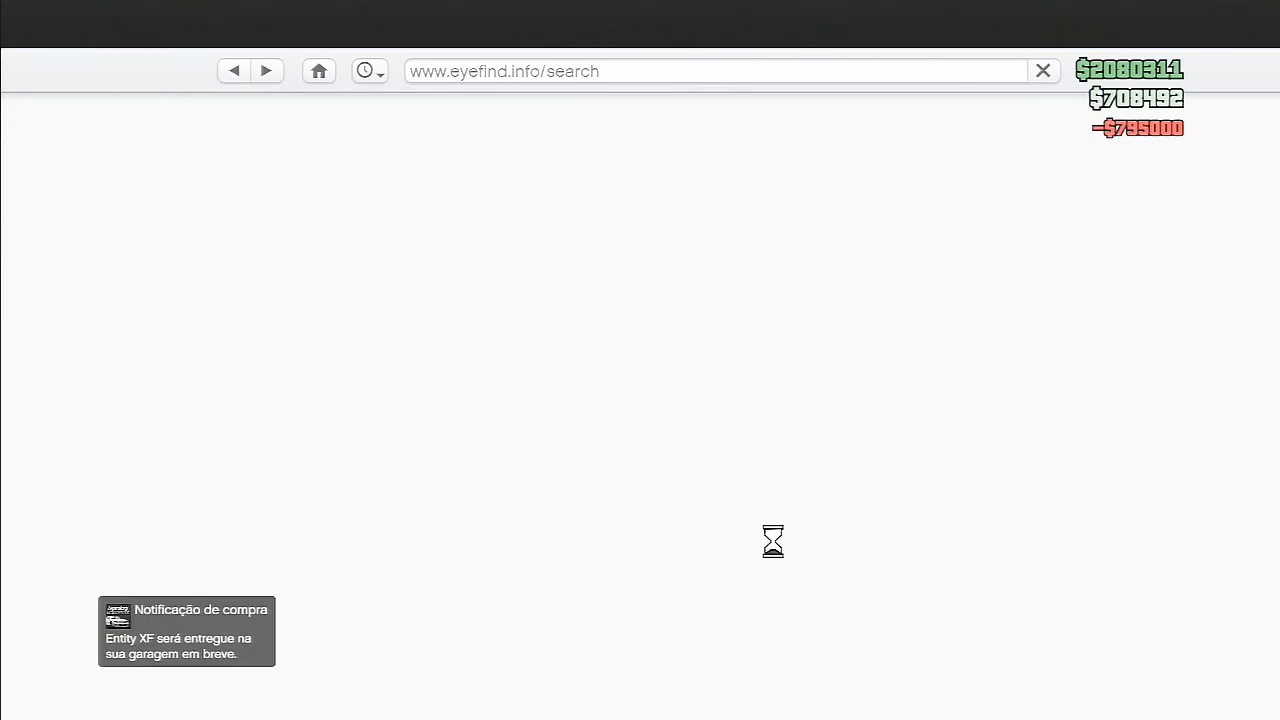 www.eyefind.info/search
$2080311
$708492
-$795000
Notificação de compra
Entity XF será entregue na
sua garagem em breve.